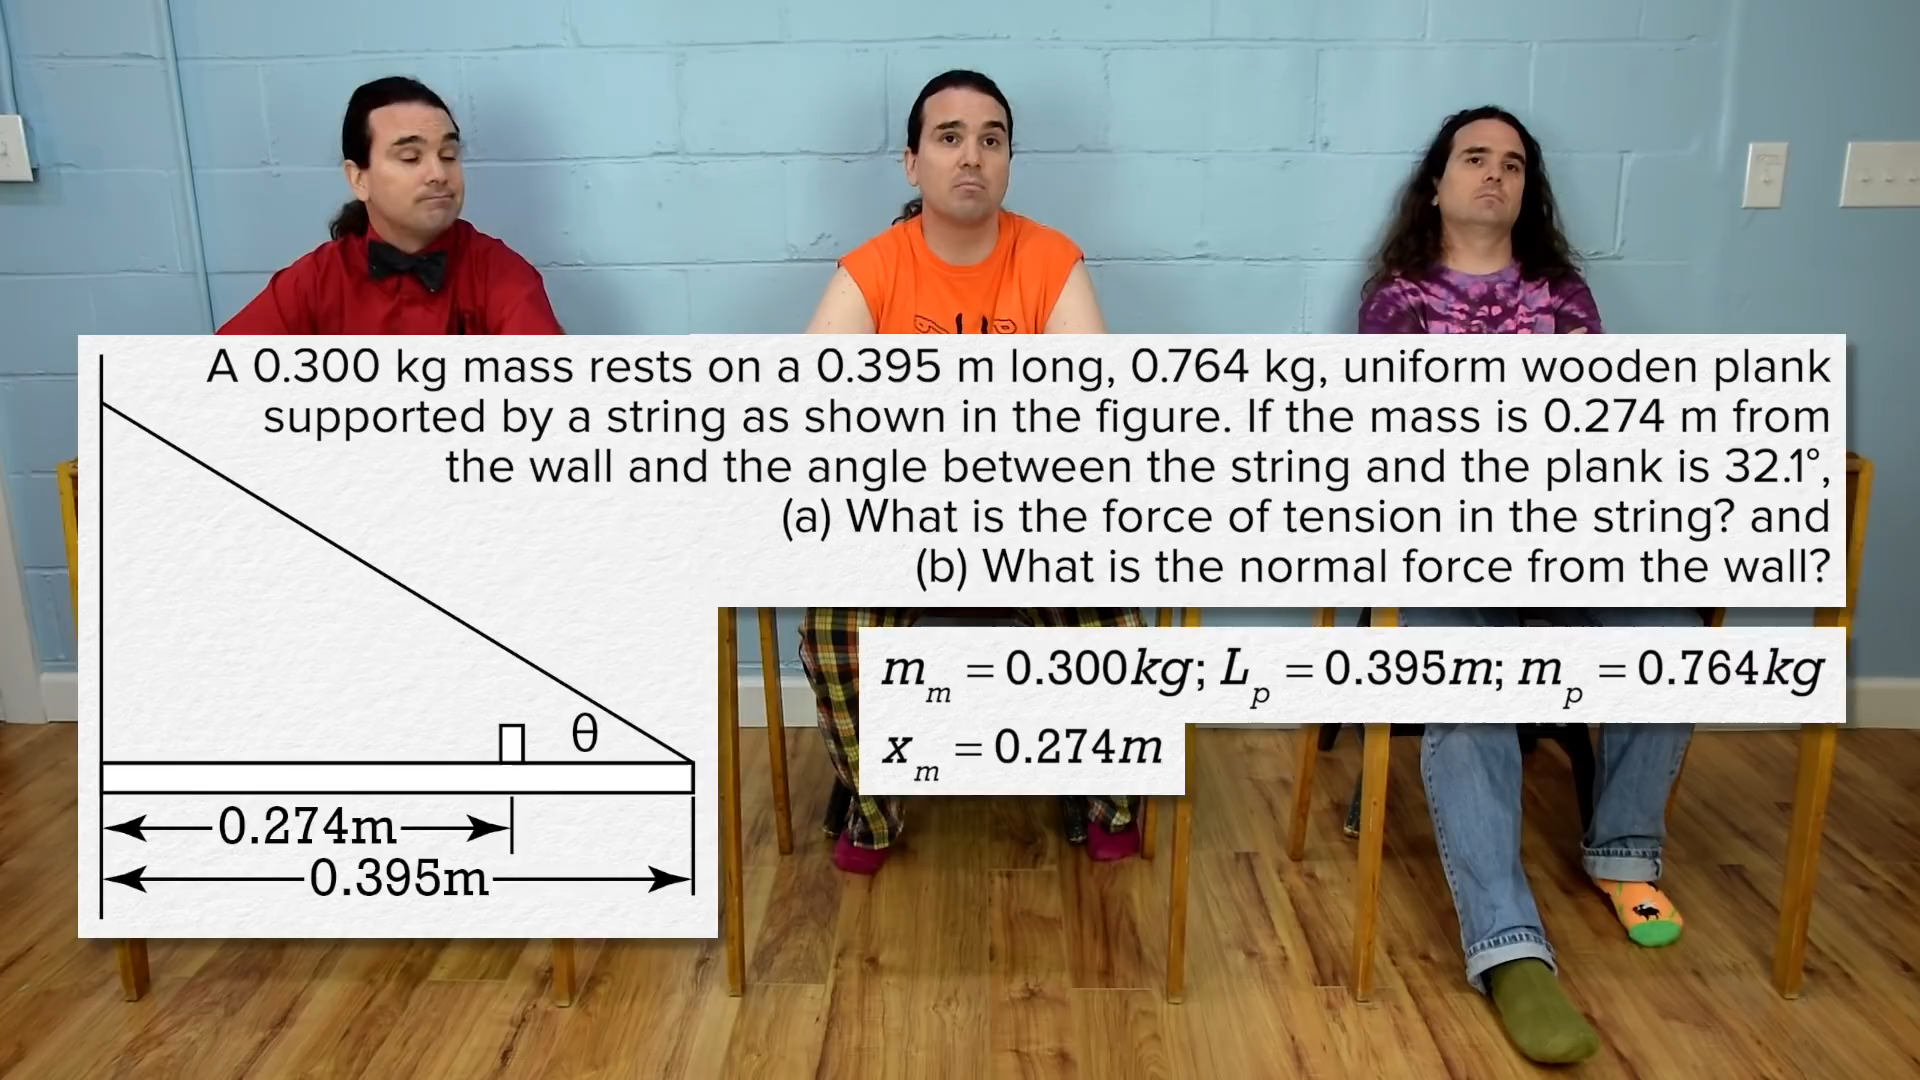 A 0.300 kg mass rests on a 0.395 m long, 0.764 kg, uniform wooden plank
supported by a string as shown in the figure. If the mass is 0.274 m from
the wall and the angle between the string and the plank is 32.1°,
(a) What is the force of tension in the string? and
(b) What is the normal force from the wall?
m_m = 0.300kg; L_p = 0.395m; m_p = 0.764kg
x_m = 0.274m
θ
0.274m
0.395m